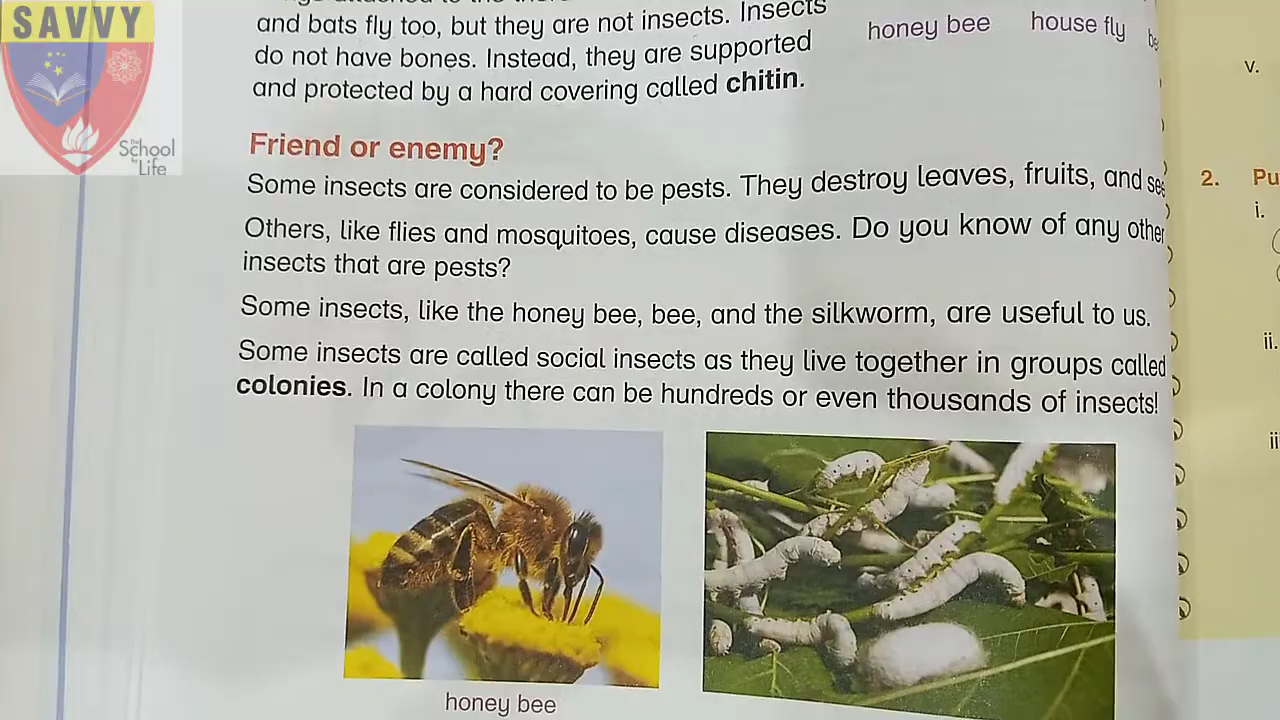 SAVVY
The School for Life
and bats fly too, but they are not insects. Insects
do not have bones. Instead, they are supported
and protected by a hard covering called chitin.
honey bee house fly
Friend or enemy?
Some insects are considered to be pests. They destroy leaves, fruits, and
Others, like flies and mosquitoes, cause diseases. Do you know of any other
insects that are pests?
Some insects, like the honey bee, bee, and the silkworm, are useful to us.
Some insects are called social insects as they live together in groups called
colonies. In a colony there can be hundreds or even thousands of insects!
honey bee
v.
2. Pu
i.
ii.